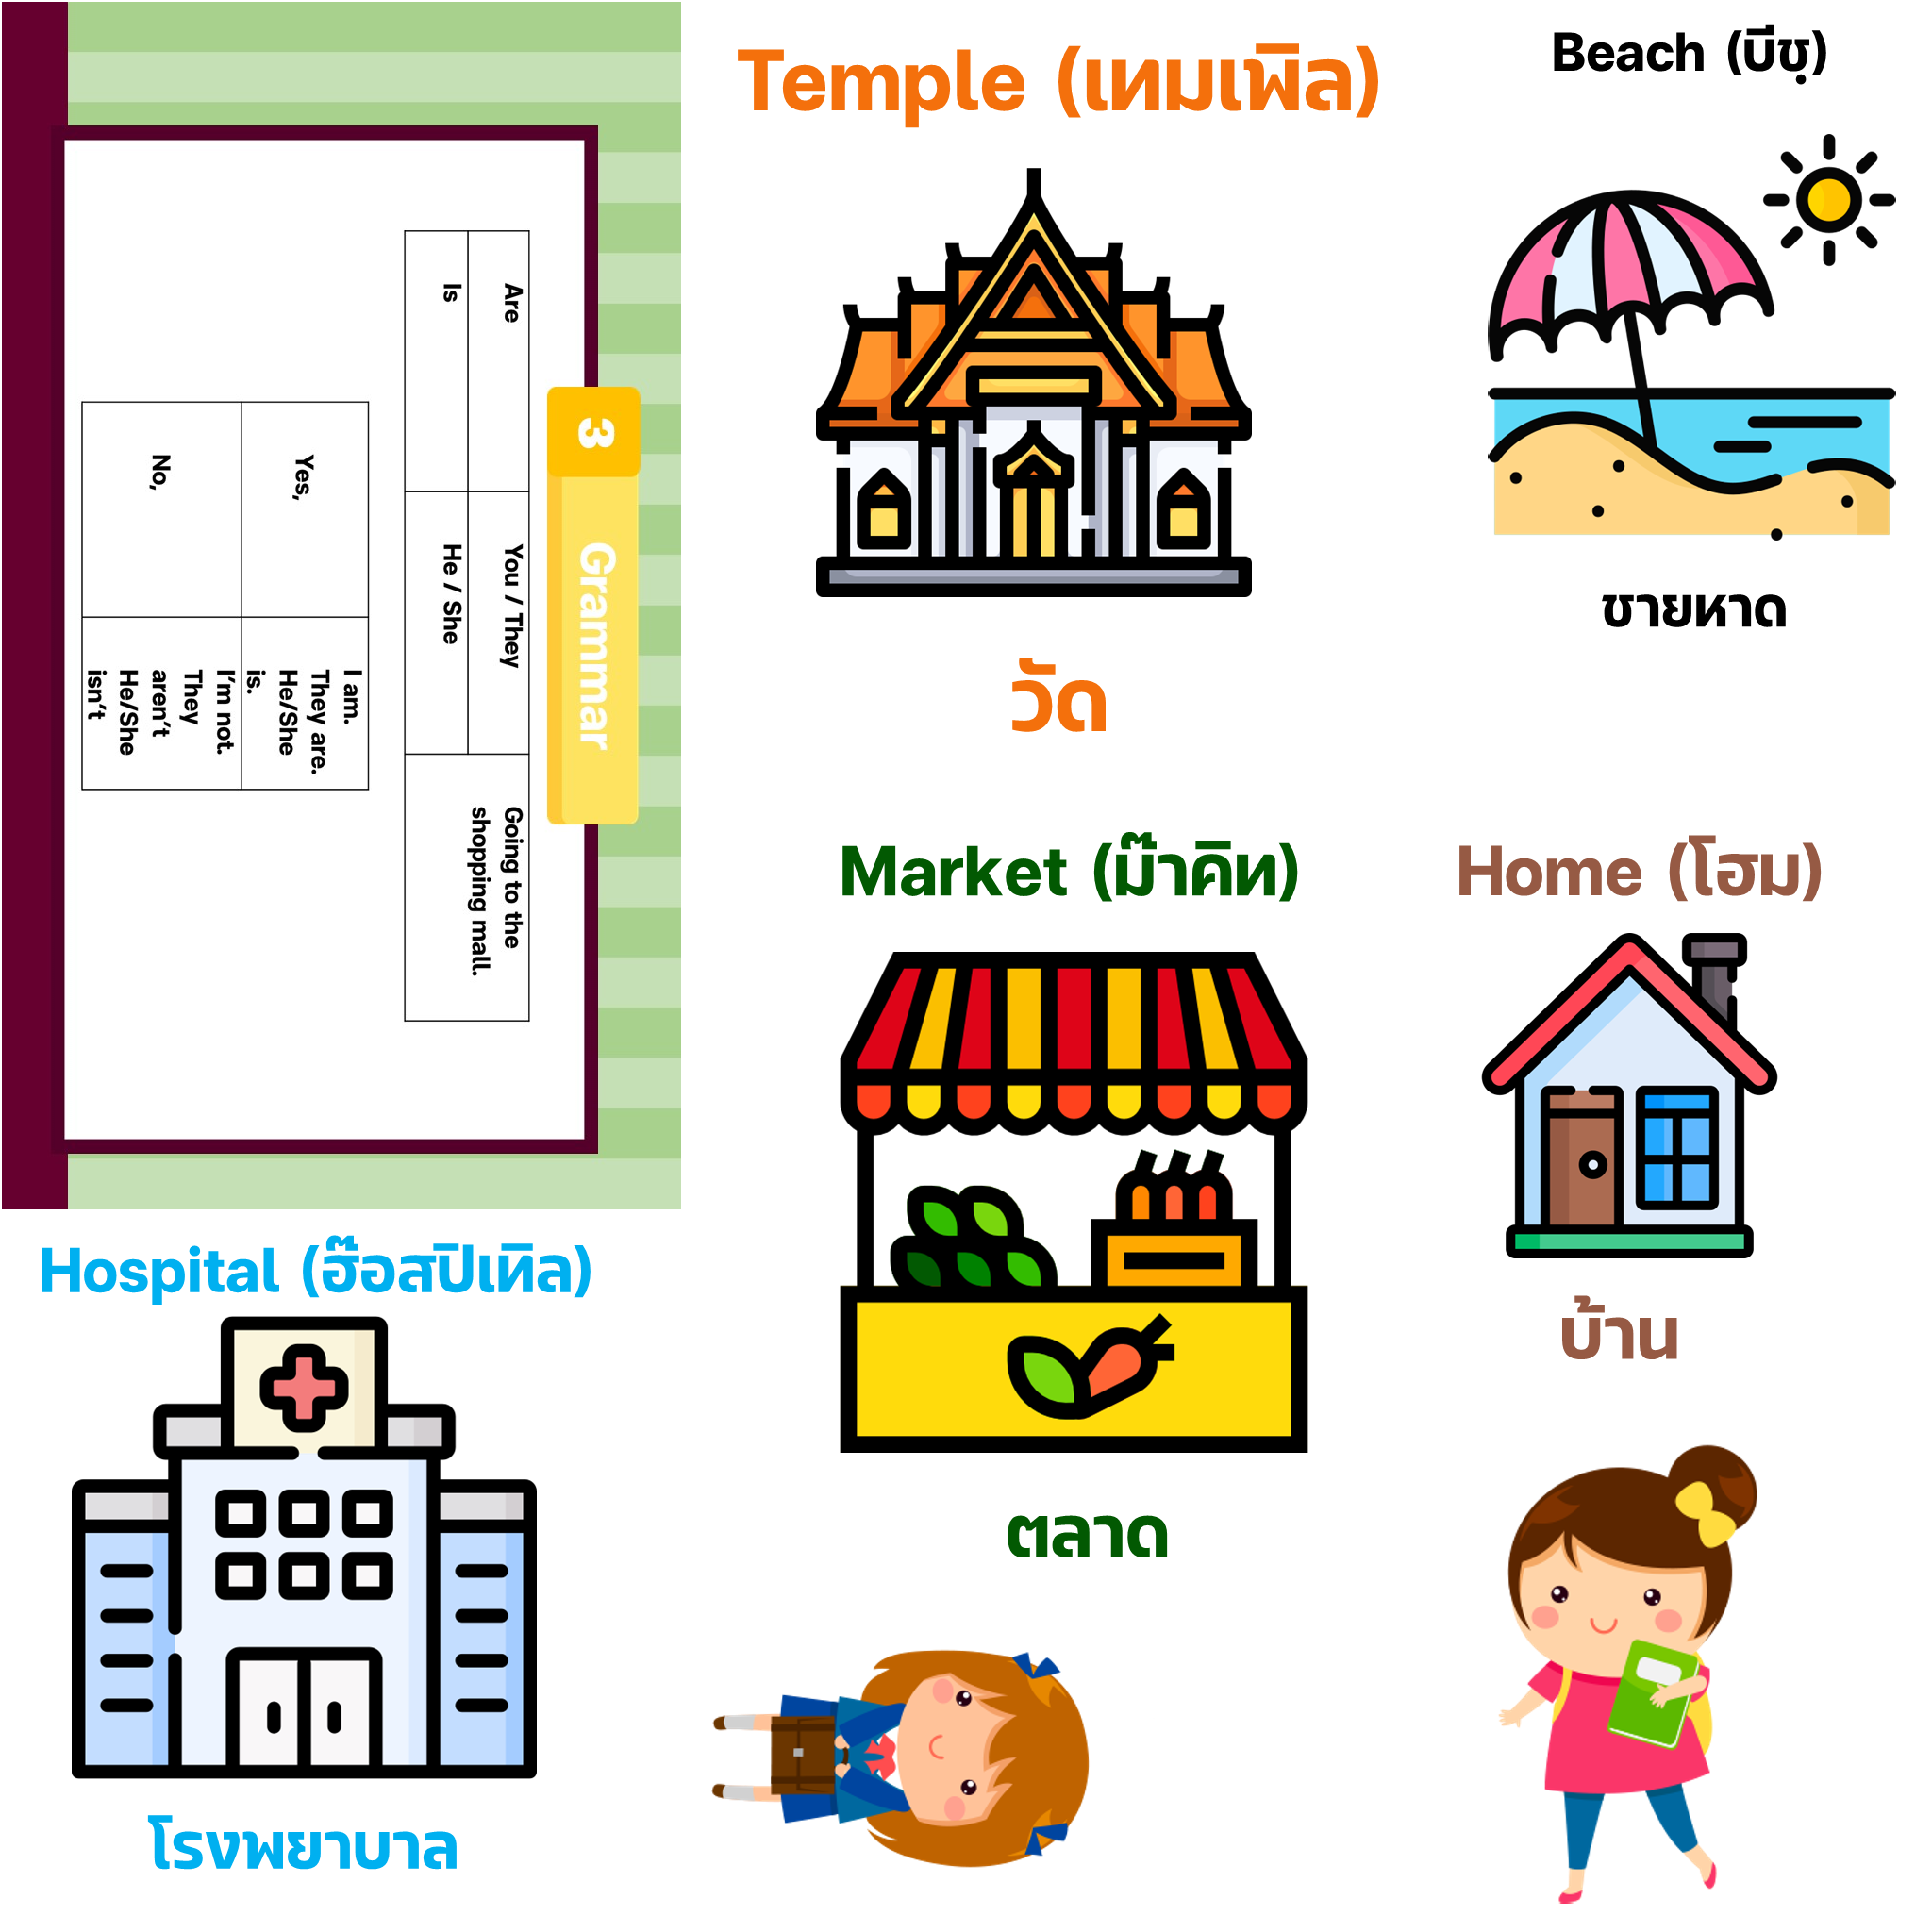 3 Grammar
Are
You / They
Going to the
shopping mall.
Is
He / She
Yes,
I am.
They are.
He/She
is.
No,
I'm not.
They
aren't
He/She
isn't
Temple (เทมเพิล)
วัด
Beach (บีชฺ)
ชายหาด
Market (ม๊าคิท)
ตลาด
Home (โฮม)
บ้าน
Hospital (ฮ๊อสปิเทิล)
โรงพยาบาล